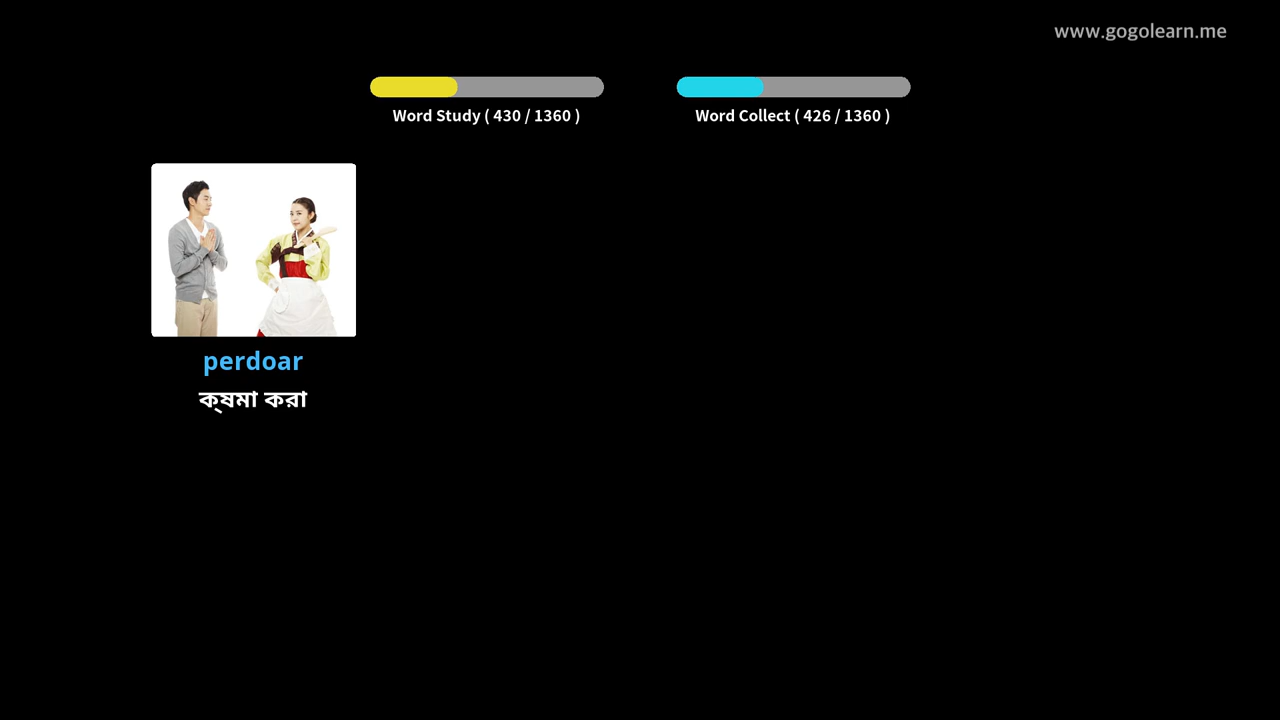 www.gogolearn.me
Word Study ( 430 / 1360 )
Word Collect ( 426 / 1360 )
perdoar
ক্ষমা করা